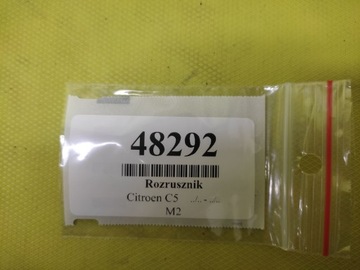 48292
Rozrusznik
Citroen C5 ../.. - ../..
M2